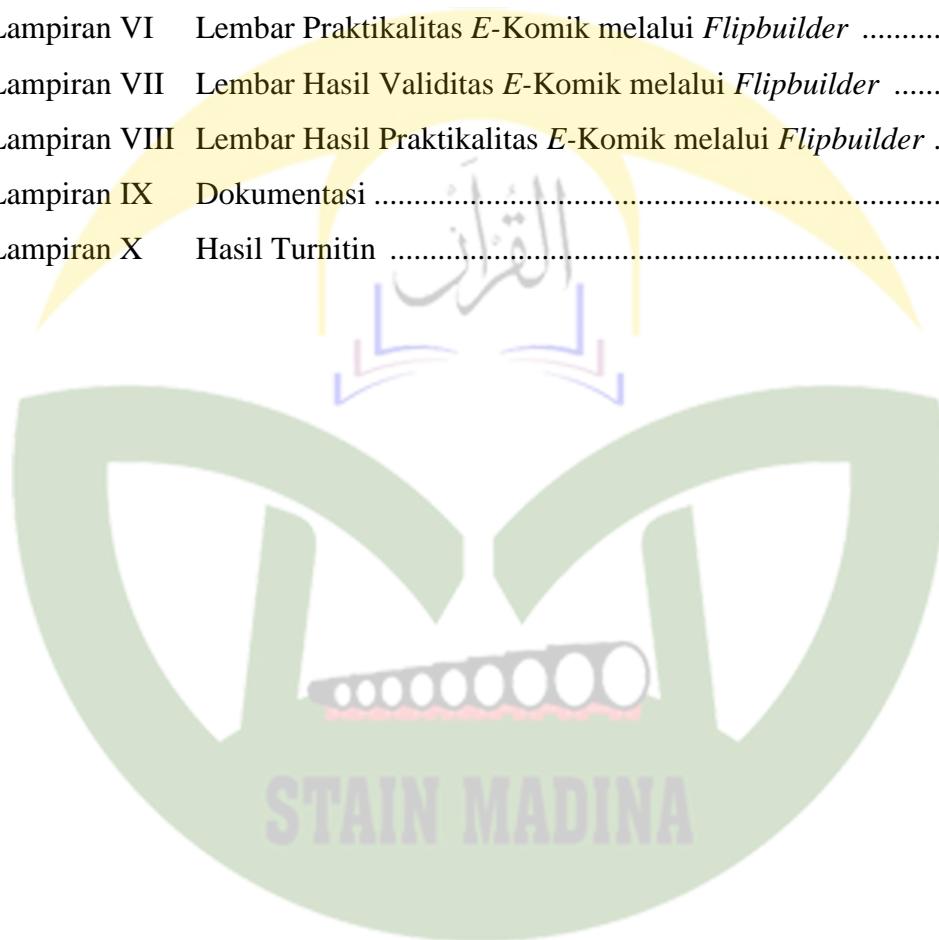 Lampiran VI Lembar Praktikalitas E-Komik melalui Flipbuilder ..........
Lampiran VII Lembar Hasil Validitas E-Komik melalui Flipbuilder ......
Lampiran VIII Lembar Hasil Praktikalitas E-Komik melalui Flipbuilder .
Lampiran IX Dokumentasi .......................................................................
Lampiran X Hasil Turnitin .....................................................................
القرآن
STAIN MADINA